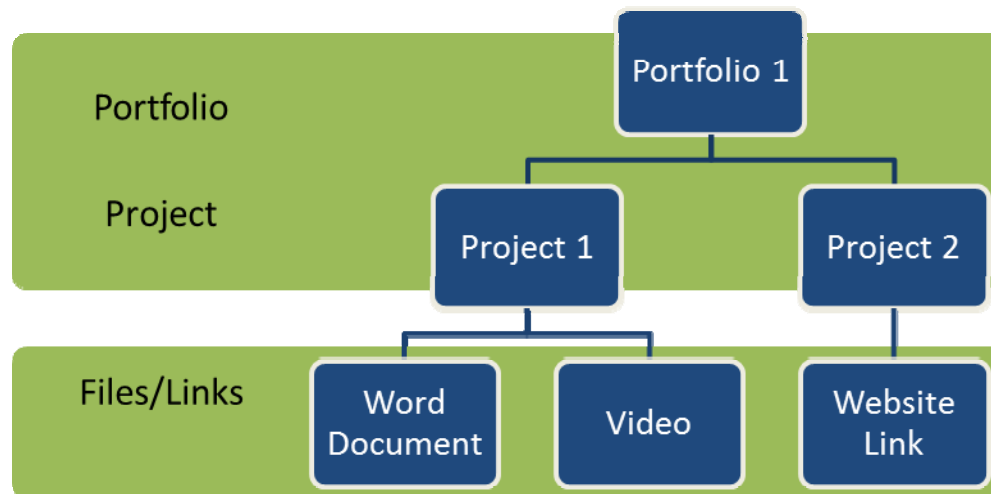 Portfolio 1
Portfolio
Project
Project 1
Project 2
Files/Links
Word
Document
Video
Website
Link